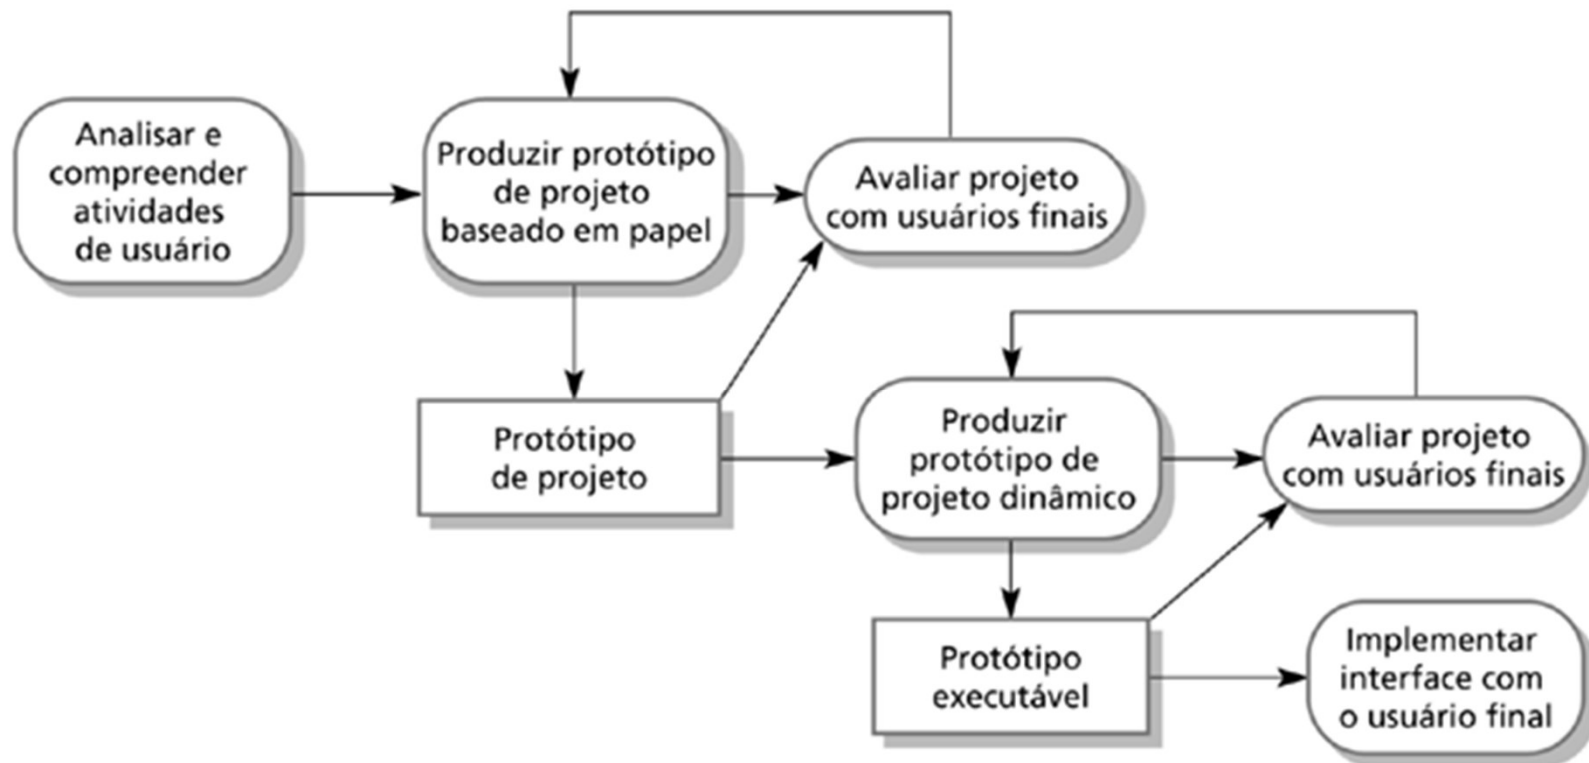 Analisar e
compreender
atividades
de usuário
Produzir protótipo
de projeto
baseado em papel
Avaliar projeto
com usuários finais
Protótipo
de projeto
Produzir
protótipo de
projeto dinâmico
Avaliar projeto
com usuários finais
Protótipo
executável
Implementar
interface com
o usuário final